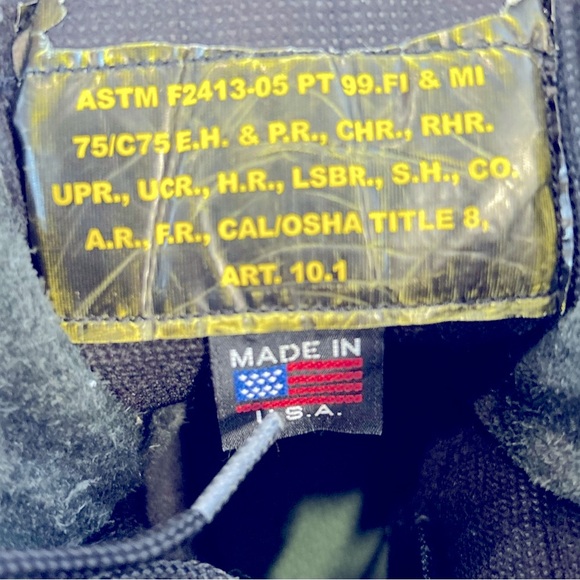 ASTM F2413-05 PT 99.FI & MI
75/C75 E.H. & P.R., CHR., RHR.
UPR., UCR., H.R., LSBR., S.H., CO.
A.R., F.R., CAL/OSHA TITLE 8,
ART. 10.1
MADE IN
U.S.A.